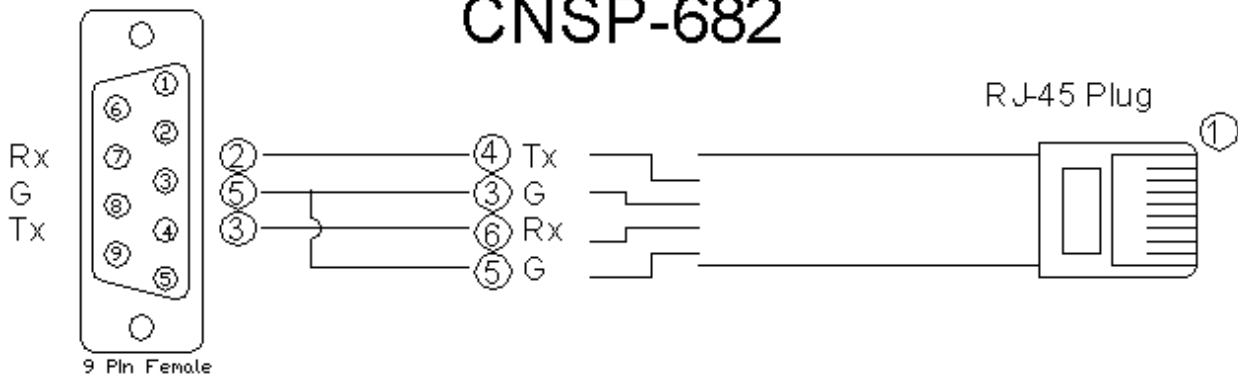 CNSP-682
RJ-45 Plug
1
1
6
2
7
3
8
4
9
5
Rx 2 4 Tx
G 5 3 G
Tx 3 6 Rx
5 G
9 Pin Female